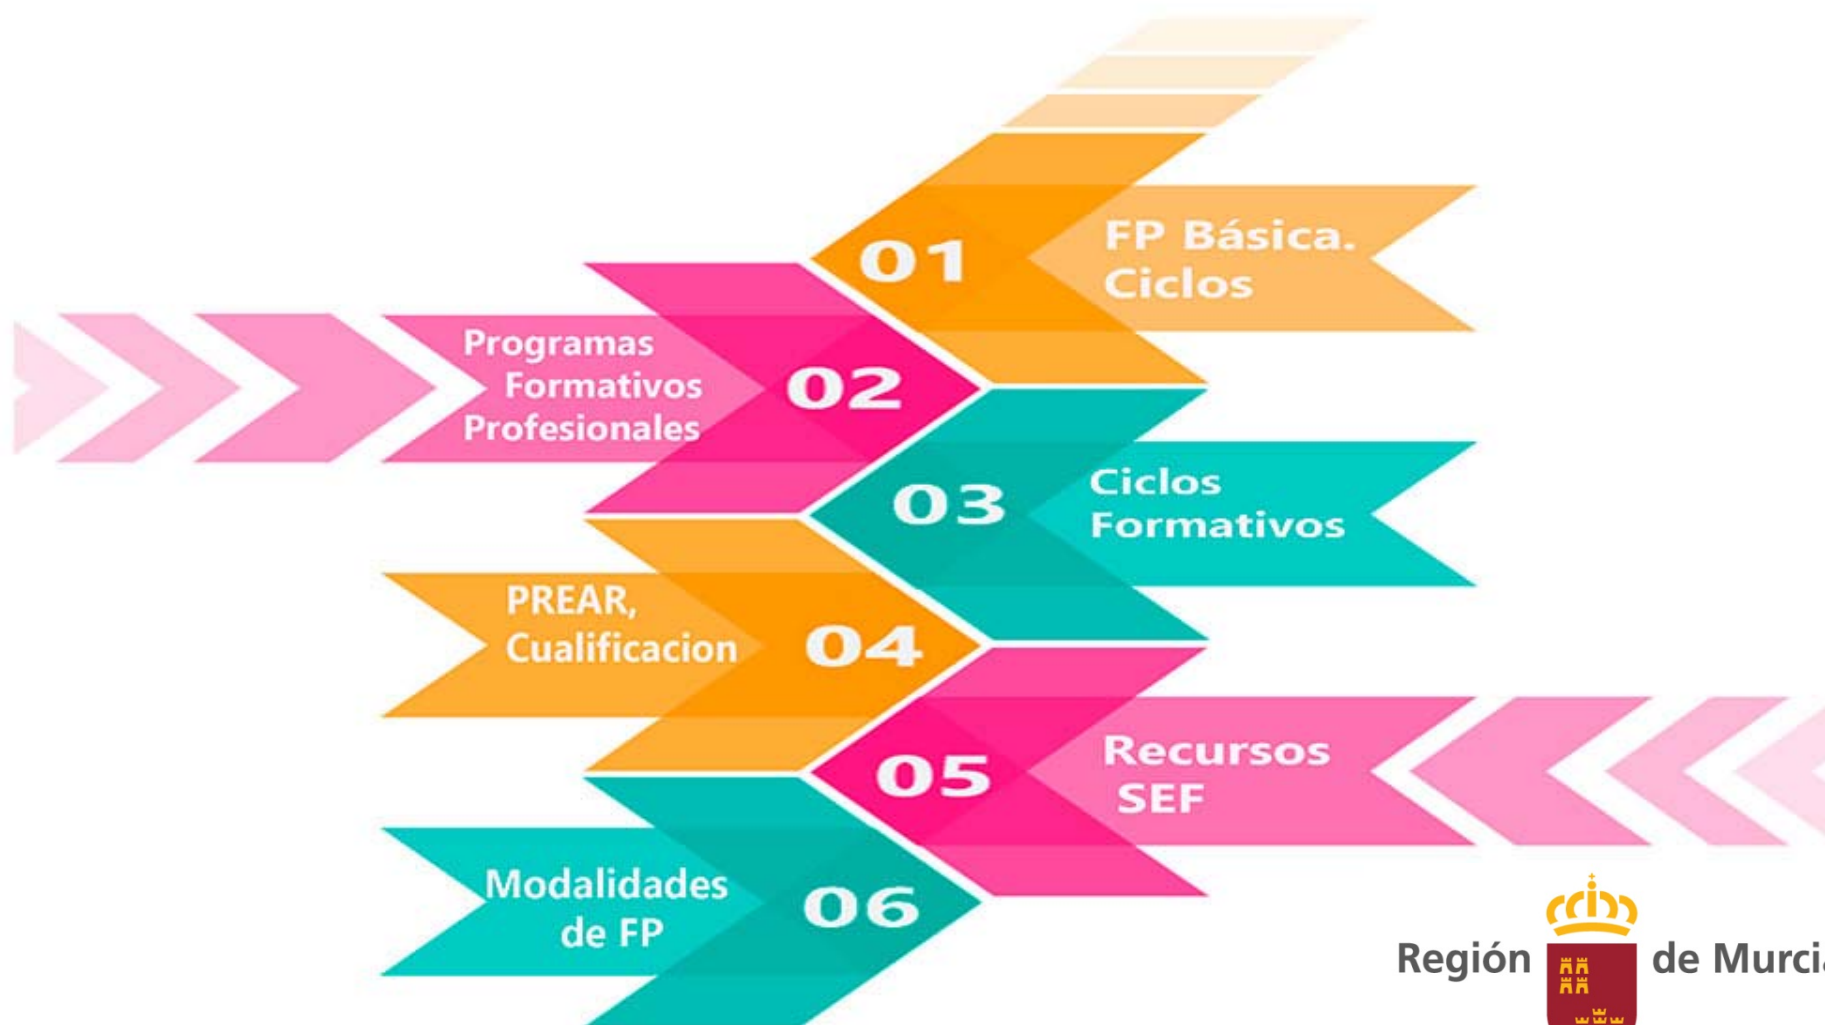 01
FP Básica.
Ciclos
02
Programas
Formativos
Profesionales
03
Ciclos
Formativos
04
PREAR,
Cualificacion
05
Recursos
SEF
06
Modalidades
de FP
Región de Murcia